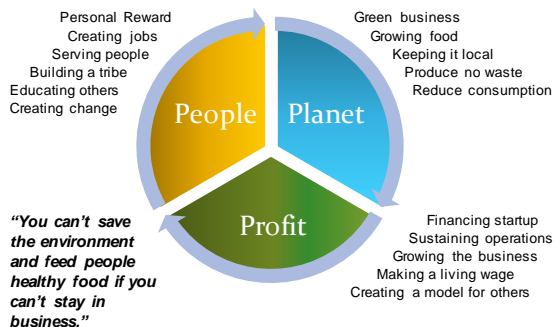 Personal Reward
Creating jobs
Serving people
Building a tribe
Educating others
Creating change
Green business
Growing food
Keeping it local
Produce no waste
Reduce consumption
People
Planet
Profit
“You can’t save
the environment
and feed people
healthy food if you
can’t stay in
business.”
Financing startup
Sustaining operations
Growing the business
Making a living wage
Creating a model for others